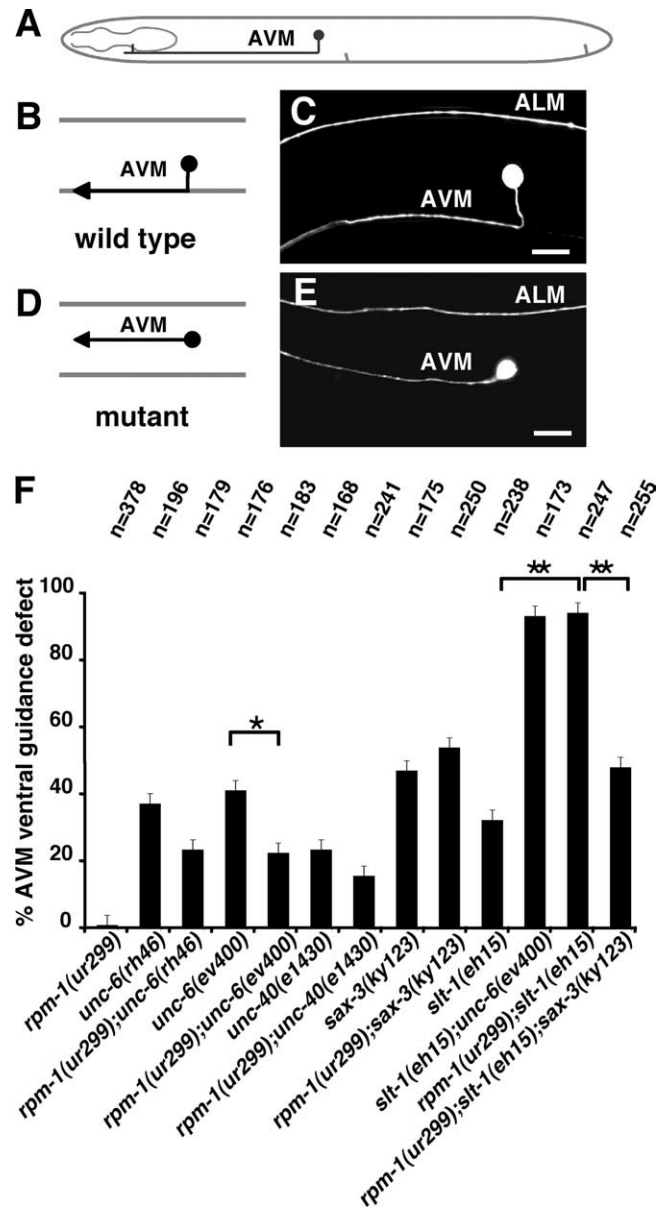 A
AVM
B
AVM
wild type
C
ALM
AVM
D
AVM
mutant
E
ALM
AVM
F
n=378
n=196
n=179
n=176
n=183
n=168
n=241
n=175
n=250
n=238
n=173
n=247
n=255
% AVM ventral guidance defect
100
80
60
40
20
0
*
**
**
rpm-1(ur299)
unc-6(rh46)
rpm-1(ur299);unc-6(rh46)
unc-6(ev400)
rpm-1(ur299);unc-6(ev400)
unc-40(e1430)
rpm-1(ur299);unc-40(e1430)
sax-3(ky123)
rpm-1(ur299);sax-3(ky123)
slt-1(eh15)
slt-1(eh15);unc-6(ev400)
rpm-1(ur299);slt-1(eh15)
rpm-1(ur299);slt-1(eh15);sax-3(ky123)